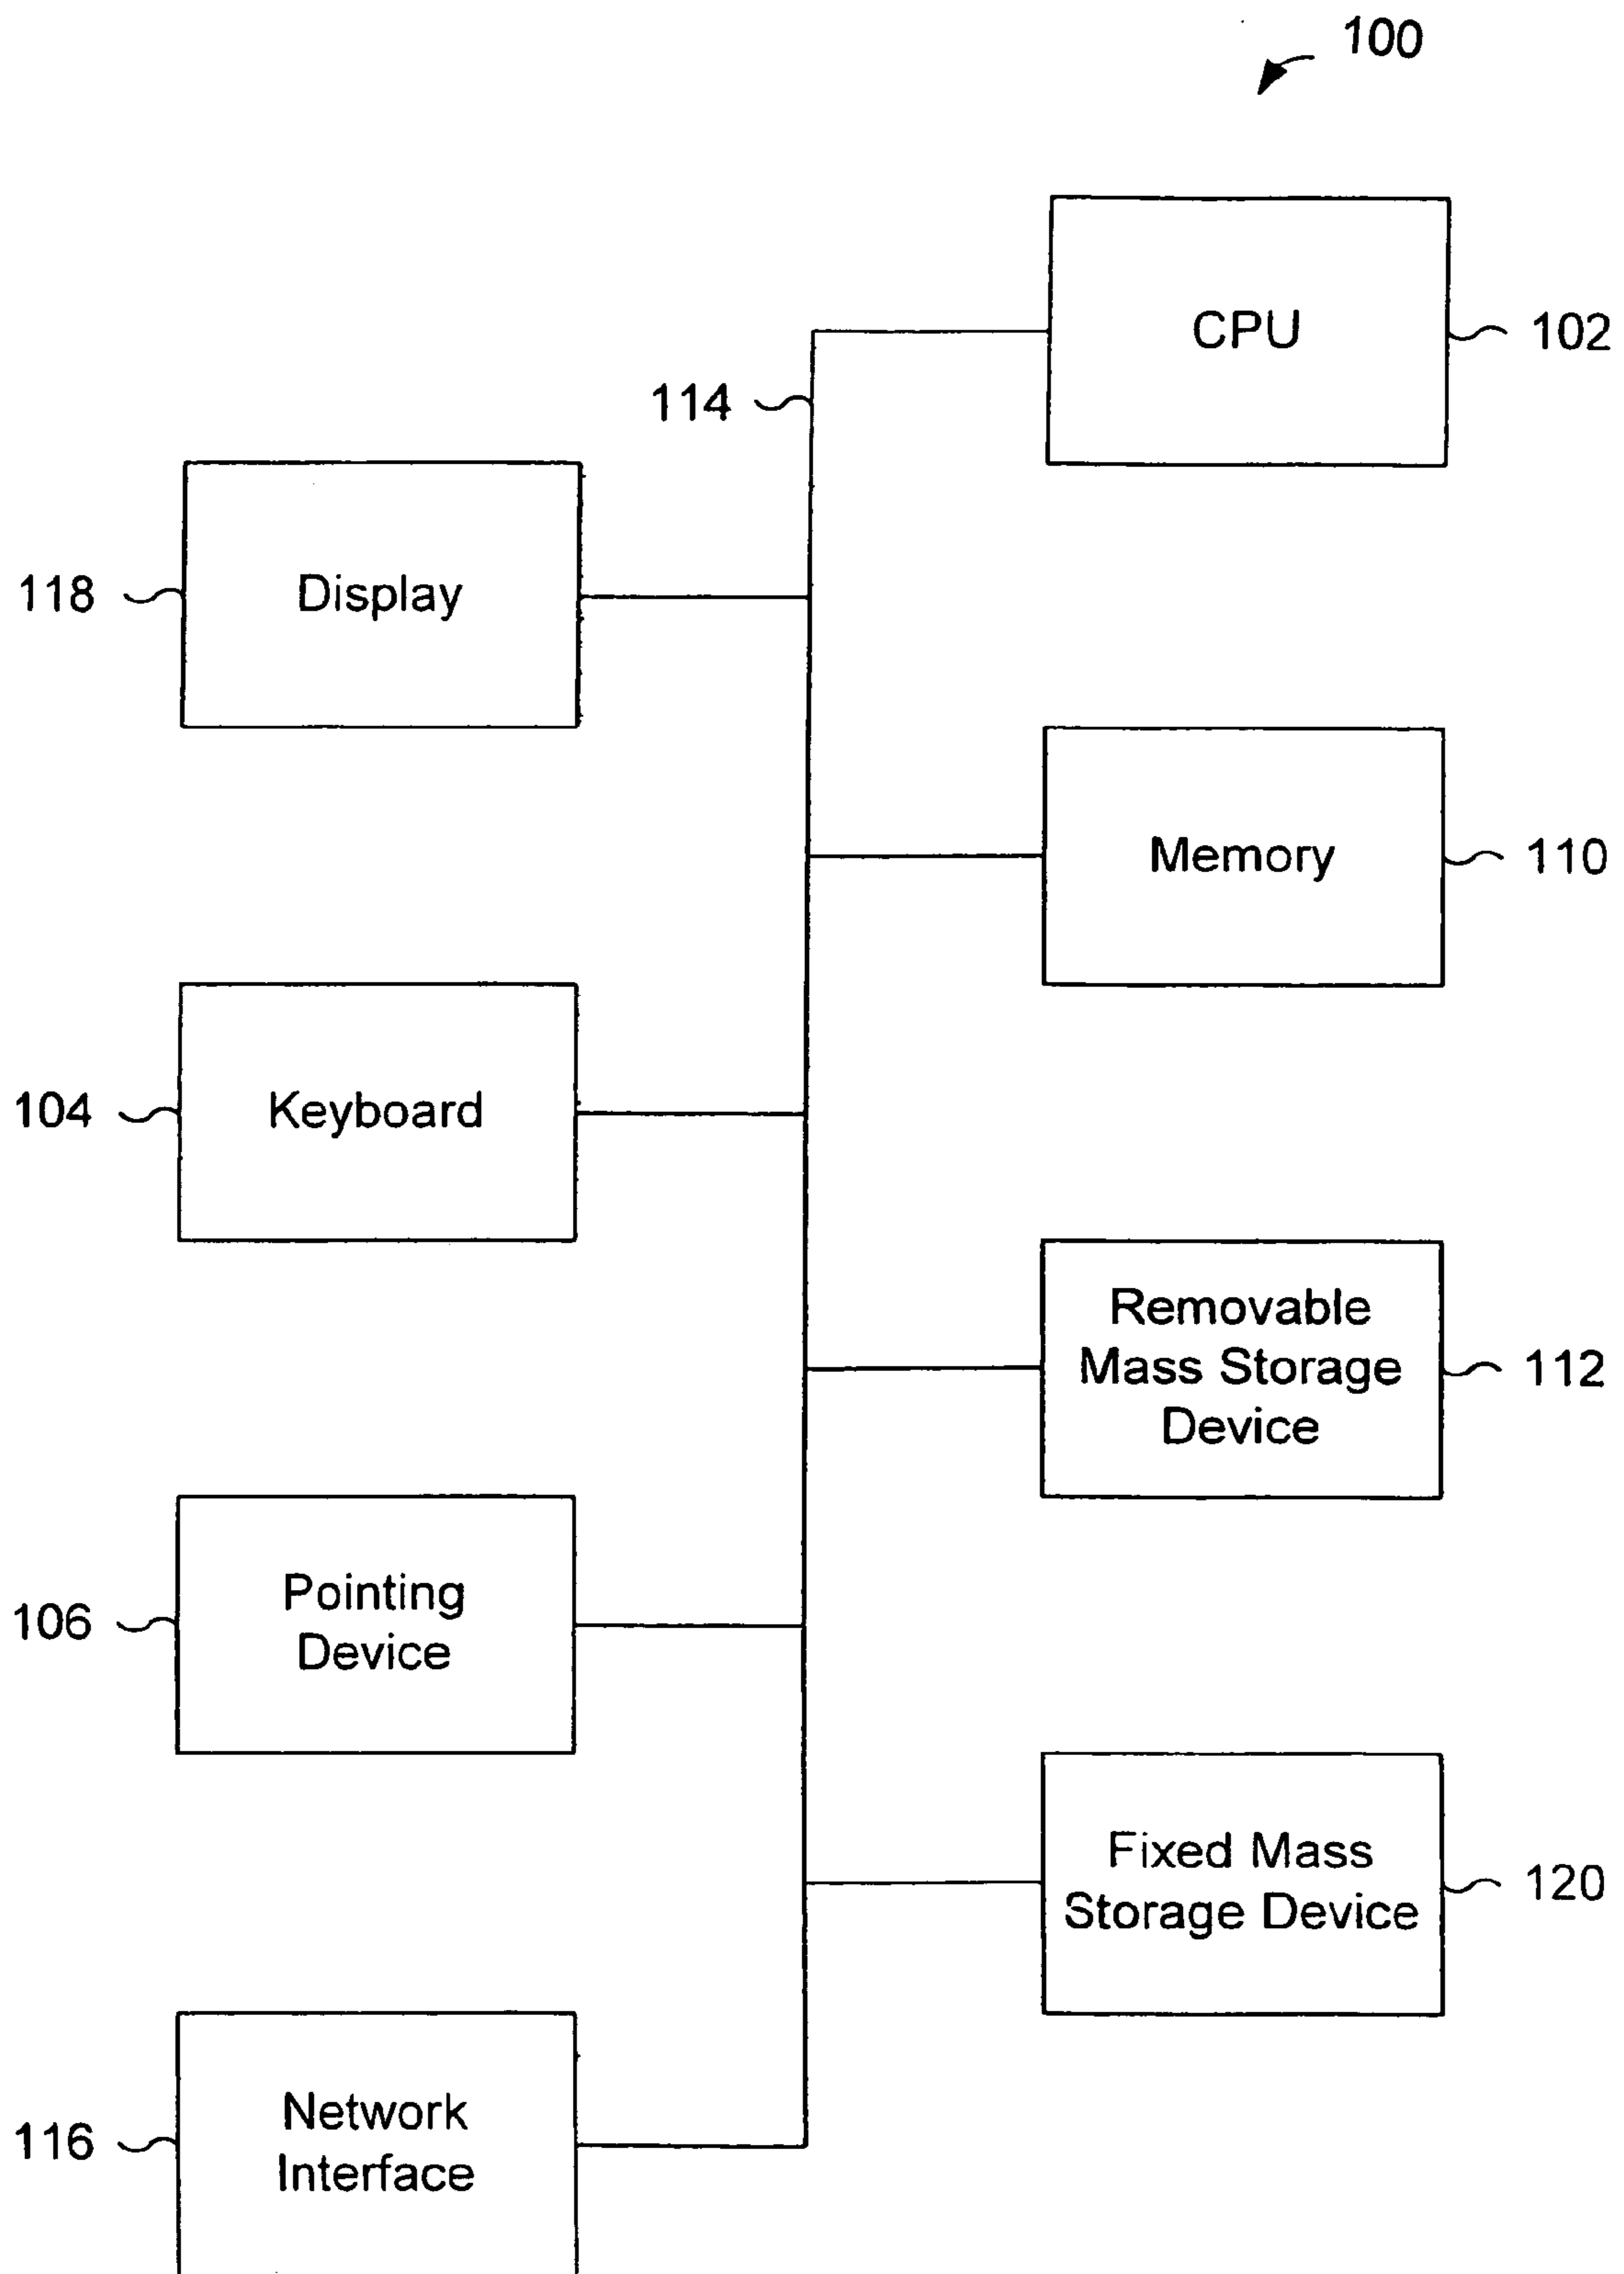 100
CPU
102
114
118
Display
Memory
110
104
Keyboard
Removable
Mass Storage
Device
112
106
Pointing
Device
Fixed Mass
Storage Device
120
116
Network
Interface